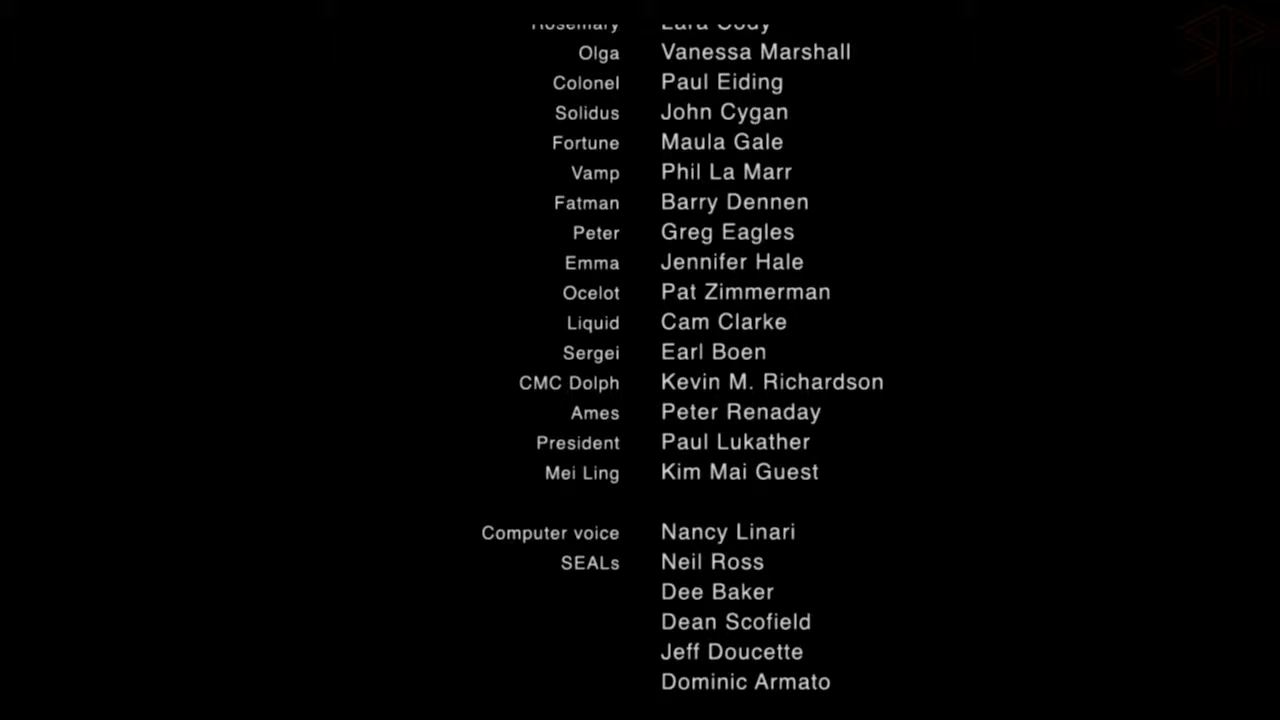 Rosemary Lara Cody
Olga Vanessa Marshall
Colonel Paul Eiding
Solidus John Cygan
Fortune Maula Gale
Vamp Phil La Marr
Fatman Barry Dennen
Peter Greg Eagles
Emma Jennifer Hale
Ocelot Pat Zimmerman
Liquid Cam Clarke
Sergei Earl Boen
CMC Dolph Kevin M. Richardson
Ames Peter Renaday
President Paul Lukather
Mei Ling Kim Mai Guest
Computer voice Nancy Linari
SEALs Neil Ross
Dee Baker
Dean Scofield
Jeff Doucette
Dominic Armato